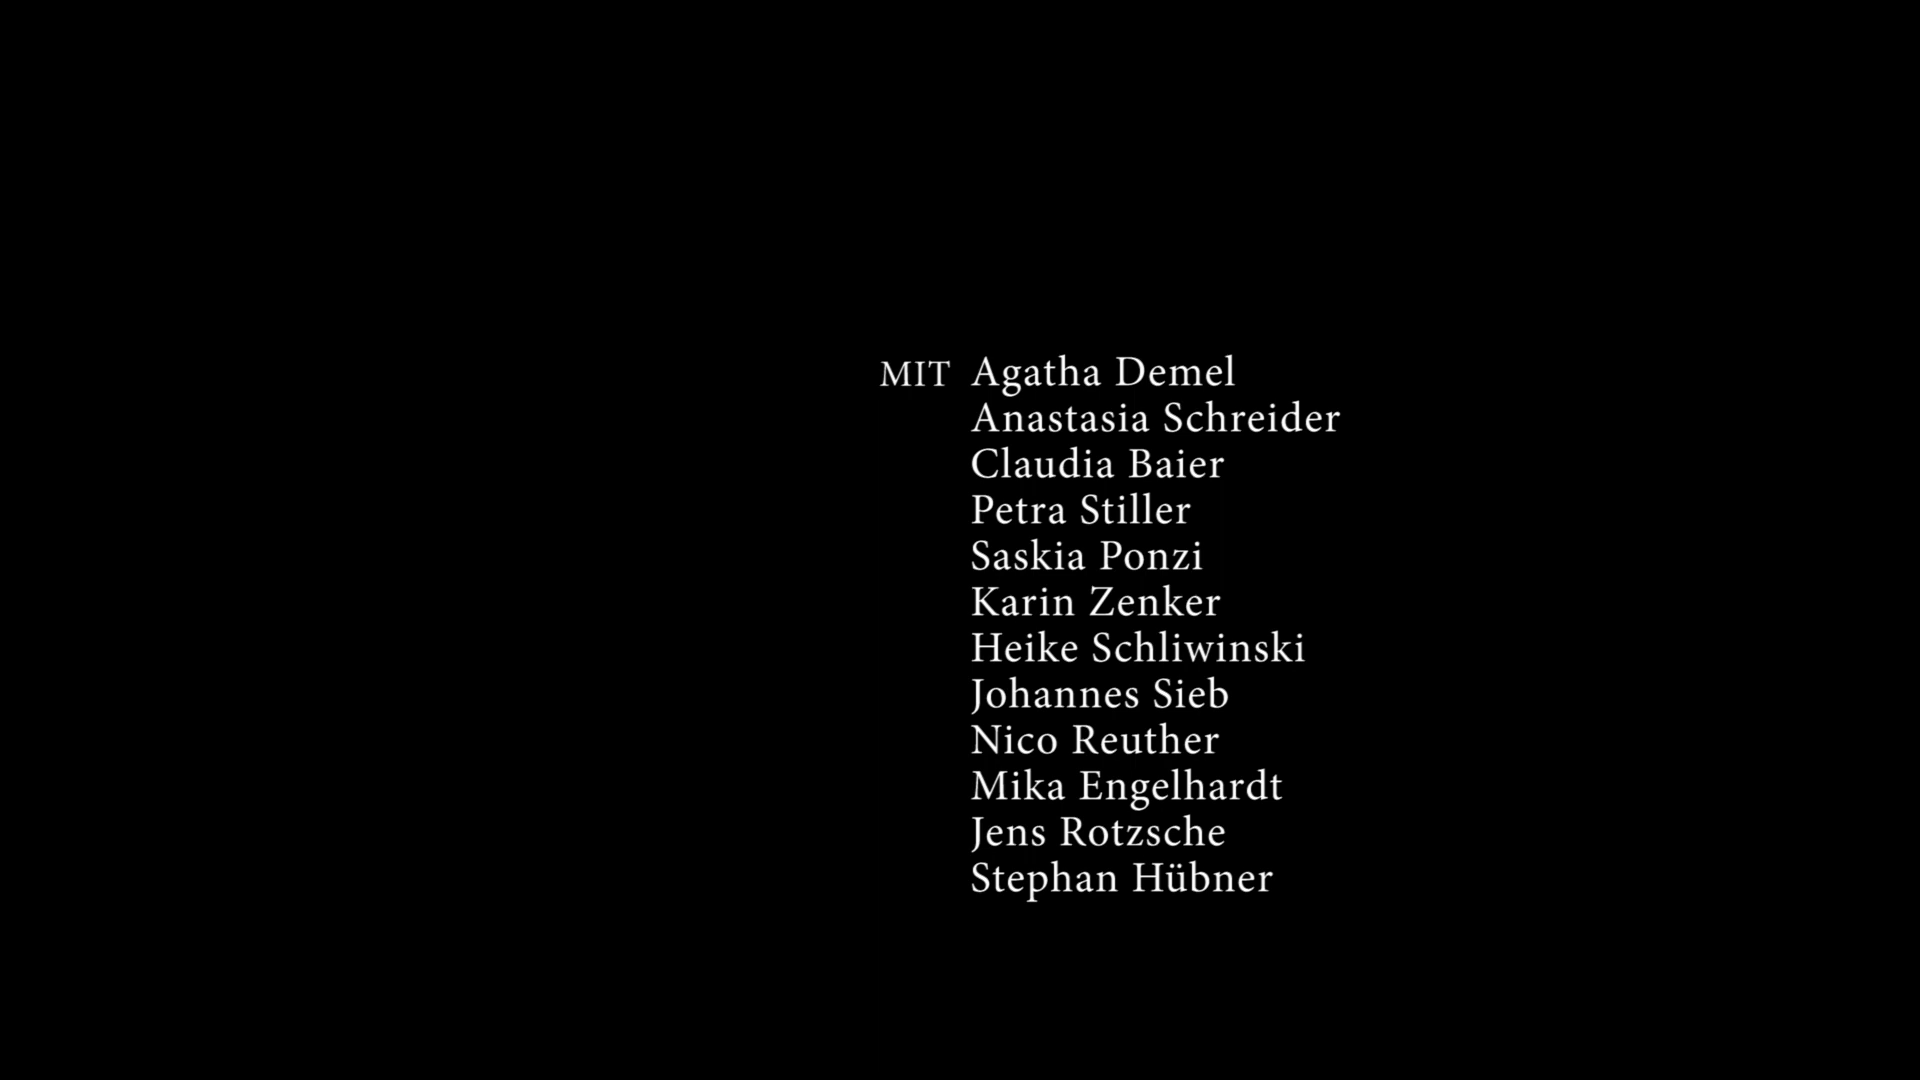 MIT Agatha Demel
Anastasia Schreider
Claudia Baier
Petra Stiller
Saskia Ponzi
Karin Zenker
Heike Schliwinski
Johannes Sieb
Nico Reuther
Mika Engelhardt
Jens Rotzsche
Stephan Hübner